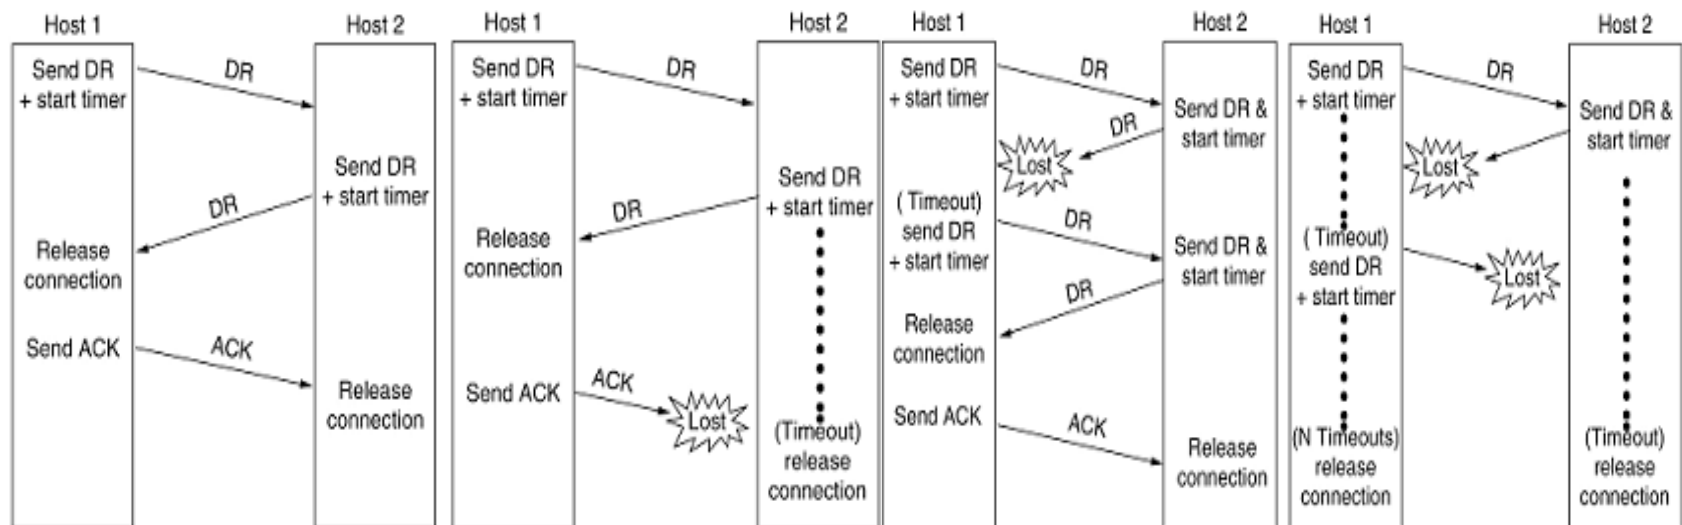 Host 1
Host 2
Send DR
+ start timer
DR
Send DR
+ start timer
DR
Release
connection
Send ACK
ACK
Release
connection
Host 1
Host 2
Send DR
+ start timer
DR
Send DR
+ start timer
DR
Release
connection
Send ACK
ACK
Lost
(Timeout)
release
connection
Host 1
Host 2
Send DR
+ start timer
DR
Send DR &
start timer
DR
Lost
( Timeout)
send DR
+ start timer
DR
Send DR &
start timer
DR
Release
connection
Send ACK
ACK
Release
connection
Host 1
Host 2
Send DR
+ start timer
DR
Send DR &
start timer
Lost
( Timeout)
send DR
+ start timer
Lost
(N Timeouts)
release
connection
(Timeout)
release
connection